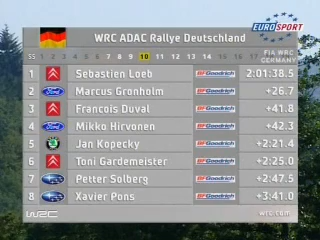 WRC ADAC Rallye Deutschland
EUROSPORT
SS 1 2 3 4 5 6 7 8 9 10 11 12 13 14 15 16 17 18
FIA WRC
GERMANY
1 Sebastien Loeb BFGoodrich 2:01:38.5
2 Ford Marcus Gronholm BFGoodrich +26.7
3 Francois Duval BFGoodrich +41.8
4 Ford Mikko Hirvonen BFGoodrich +42.3
5 Jan Kopecky BFGoodrich +2:21.4
6 Toni Gardemeister BFGoodrich +2:25.0
7 Petter Solberg BFGoodrich +2:47.5
8 Ford Xavier Pons BFGoodrich +3:41.0
WRC wrc.com